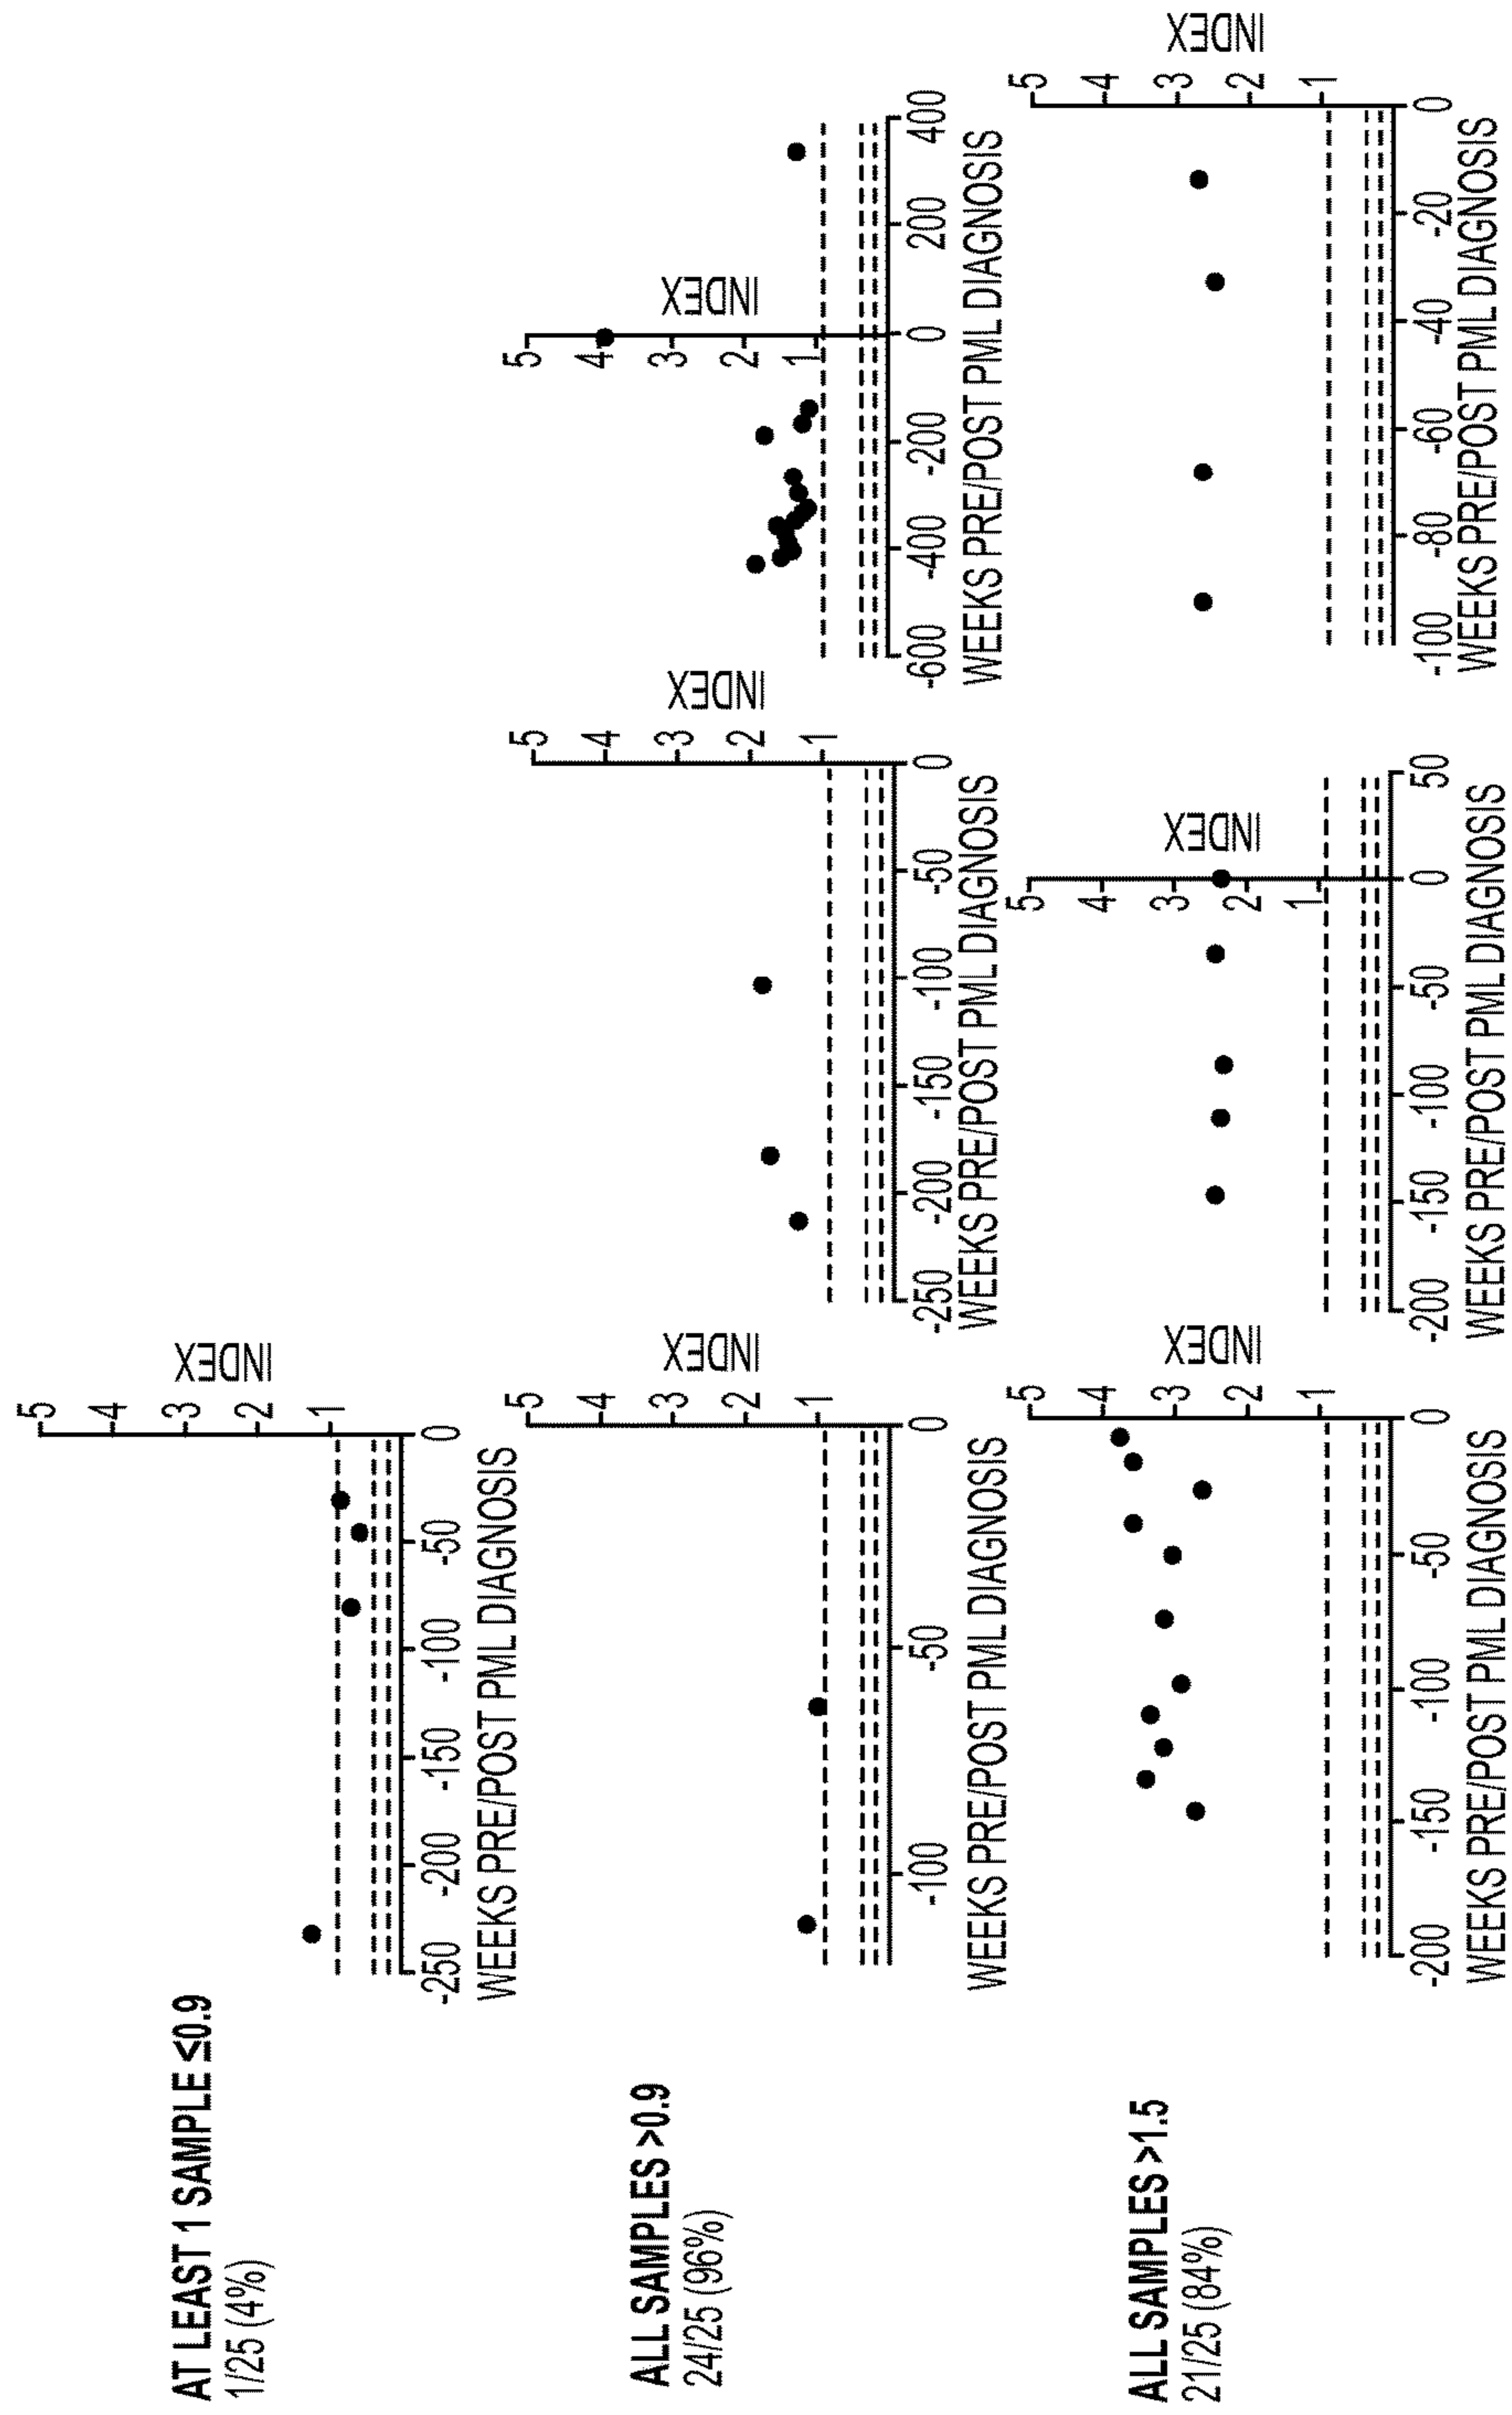 AT LEAST 1 SAMPLE ≤0.9
1/25 (4%)
5
4
3
2
1
INDEX
-250 -200 -150 -100 -50 0
WEEKS PRE/POST PML DIAGNOSIS
ALL SAMPLES >0.9
24/25 (96%)
5
4
3
2
1
INDEX
-100 -50 0
WEEKS PRE/POST PML DIAGNOSIS
5
4
3
2
1
INDEX
-250 -200 -150 -100 -50 0
WEEKS PRE/POST PML DIAGNOSIS
5
4
3
2
1
INDEX
-600 -400 -200 0 200 400
WEEKS PRE/POST PML DIAGNOSIS
ALL SAMPLES >1.5
21/25 (84%)
5
4
3
2
1
INDEX
-200 -150 -100 -50 0
WEEKS PRE/POST PML DIAGNOSIS
5
4
3
2
1
INDEX
-200 -150 -100 -50 0 50
WEEKS PRE/POST PML DIAGNOSIS
5
4
3
2
1
INDEX
-100 -80 -60 -40 -20 0
WEEKS PRE/POST PML DIAGNOSIS